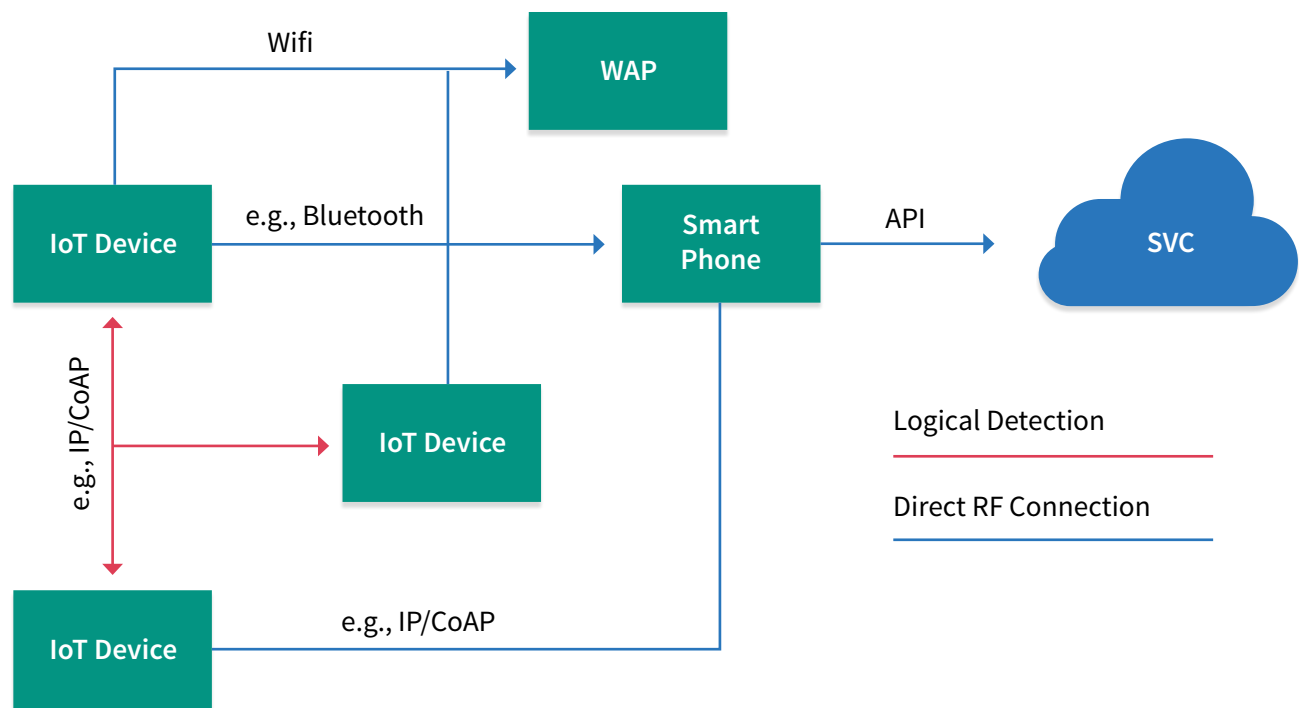 Wifi
WAP
IoT Device
e.g., Bluetooth
Smart
Phone
API
SVC
e.g., IP/CoAP
IoT Device
Logical Detection
Direct RF Connection
IoT Device
e.g., IP/CoAP